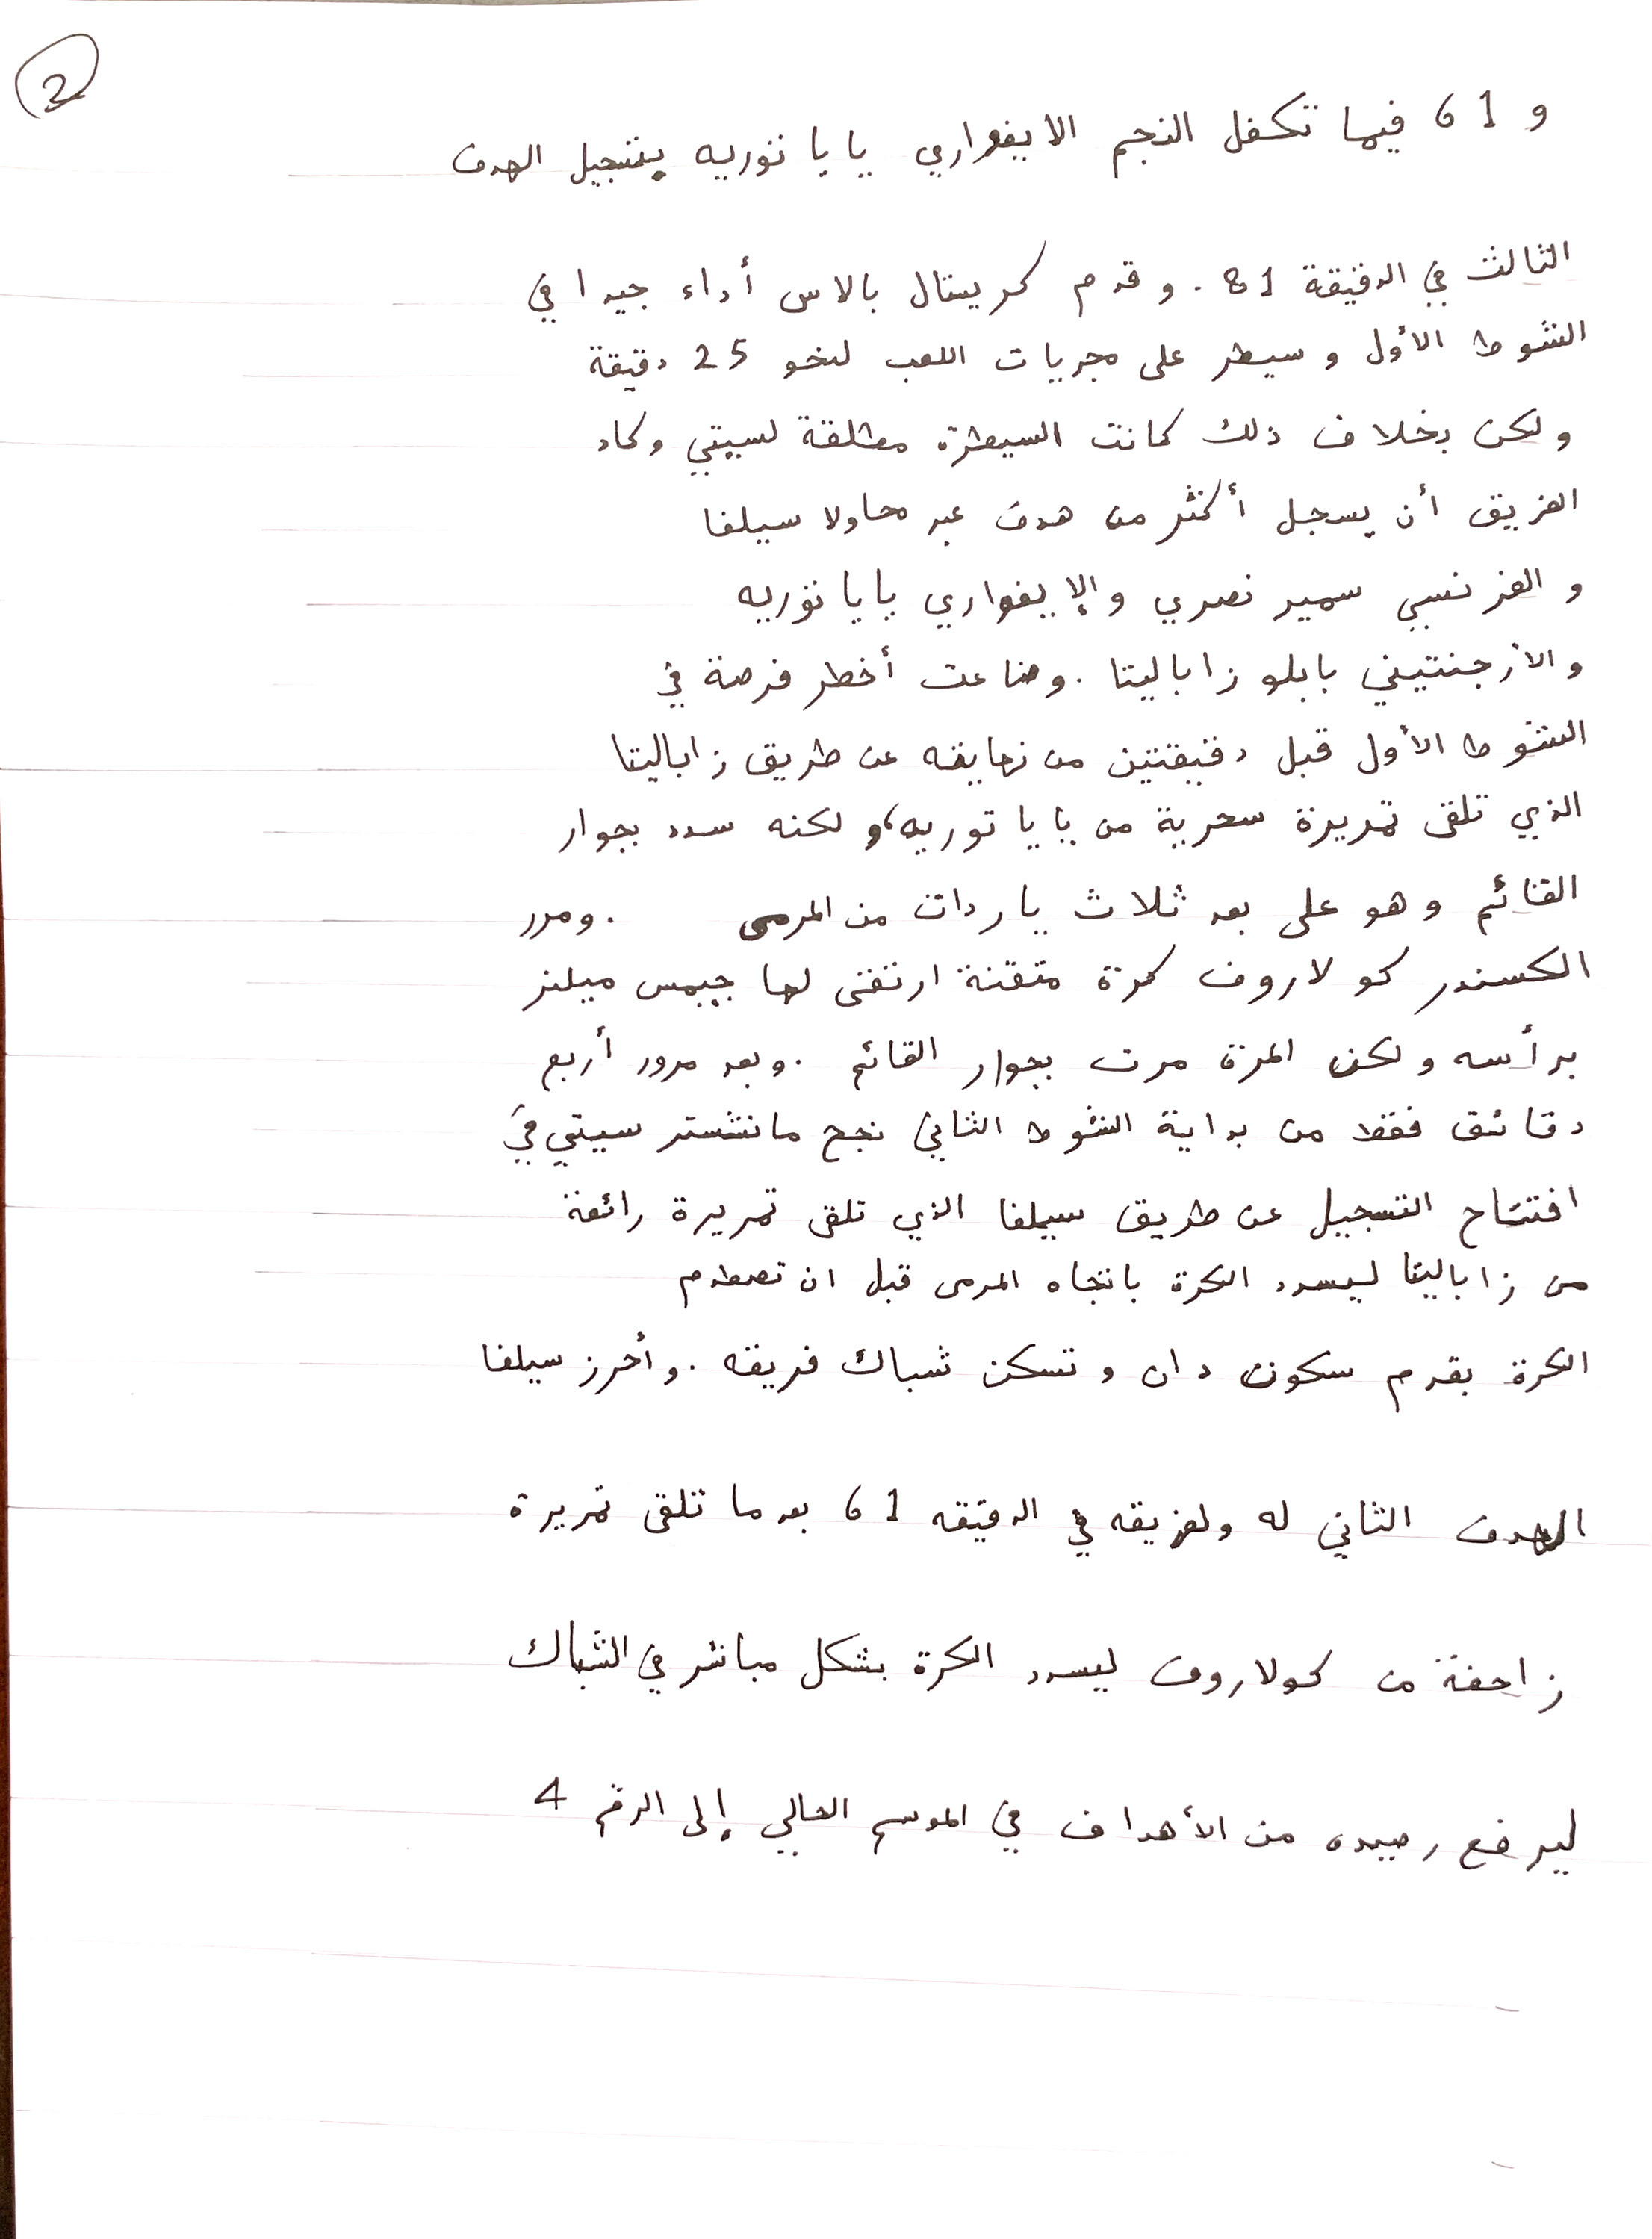 2
و 61 فيما تكفل النجم الايفواري يايا توريه بتسجيل الهدف
الثالث في الدقيقة 81 . و قدم كريستال بالاس أداء جيدا في
الشوط الأول و سيطر على مجريات اللعب لنحو 25 دقيقة
ولكن بخلاف ذلك كانت السيطرة مطلقة لسيتي وكاد
الفريق أن يسجل أكثر من هدف عبر محاولا سيلفا
و الفرنسي سمير نصري والإيفواري يايا توريه
والأرجنتيني بابلو زاباليتا . وضاعت أخطر فرصة في
الشوط الأول قبل دقيقتين من نهايته عن طريق زاباليتا
الذي تلقى تمريرة سحرية من يايا توريه، و لكنه سدد بجوار
القائم وهو على بعد ثلاث ياردات من المرمى . ومرر
الكسندر كولاروف كرة متقنة ارتقى لها جيمس ميلنر
برأسه ولكن المرة مرت بجوار القائم . وبعد مرور أربع
دقائق فقط من بداية الشوط الثاني نجح مانشستر سيتي في
افتتاح التسجيل عن طريق سيلفا الذي تلقى تمريرة رائعة
من زاباليتا ليسدد الكرة باتجاه المرمى قبل ان تصطدم
الكرة بقدم سكوت دان و تسكن شباك فريقه . وأحرز سيلفا
الهدف الثاني له ولفريقه في الدقيقه 61 بعد ما تلقى تمريرة
زاحفة من كولاروف ليسدد الكرة بشكل مباشر في الشباك
ليرفع رصيده من الأهداف في الموسم الحالي إلى الرقم 4